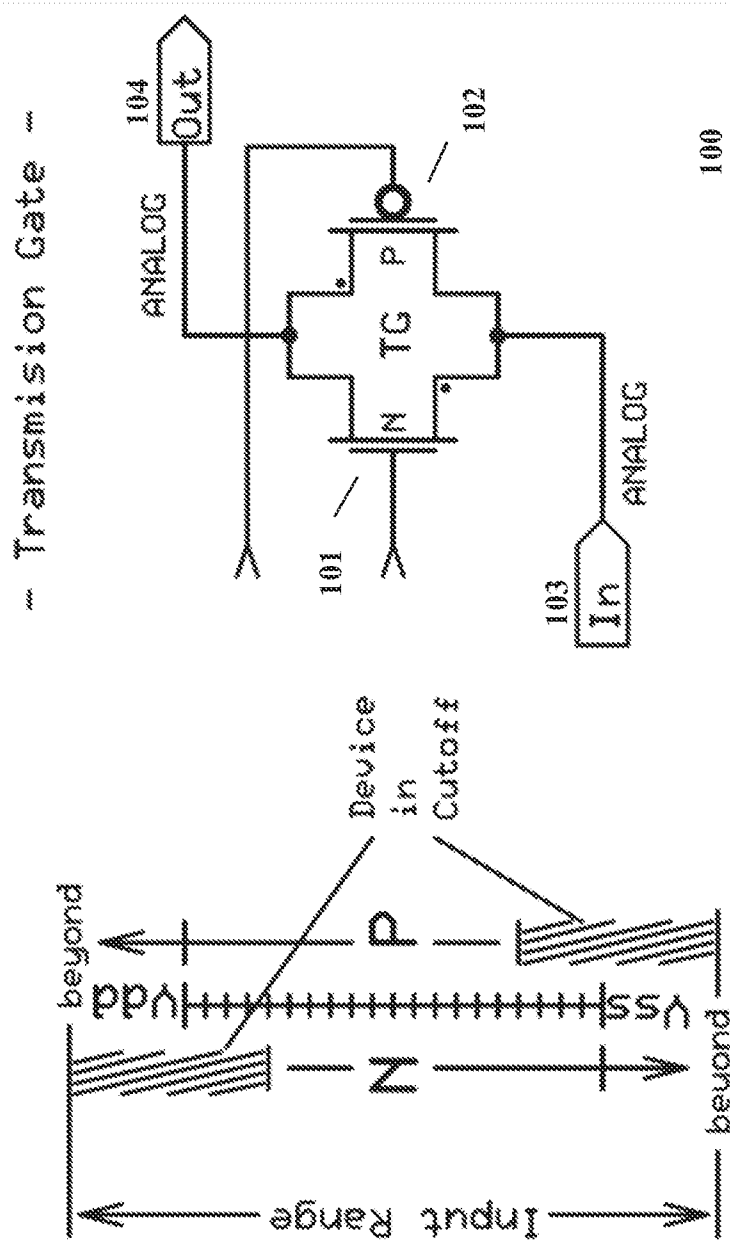 - Transmision Gate -
104
Out
ANALOG
102
P
TG
N
101
ANALOG
103
In
100
Device
in
Cutoff
beyond
Vdd
P
N
Vss
beyond
Input Range